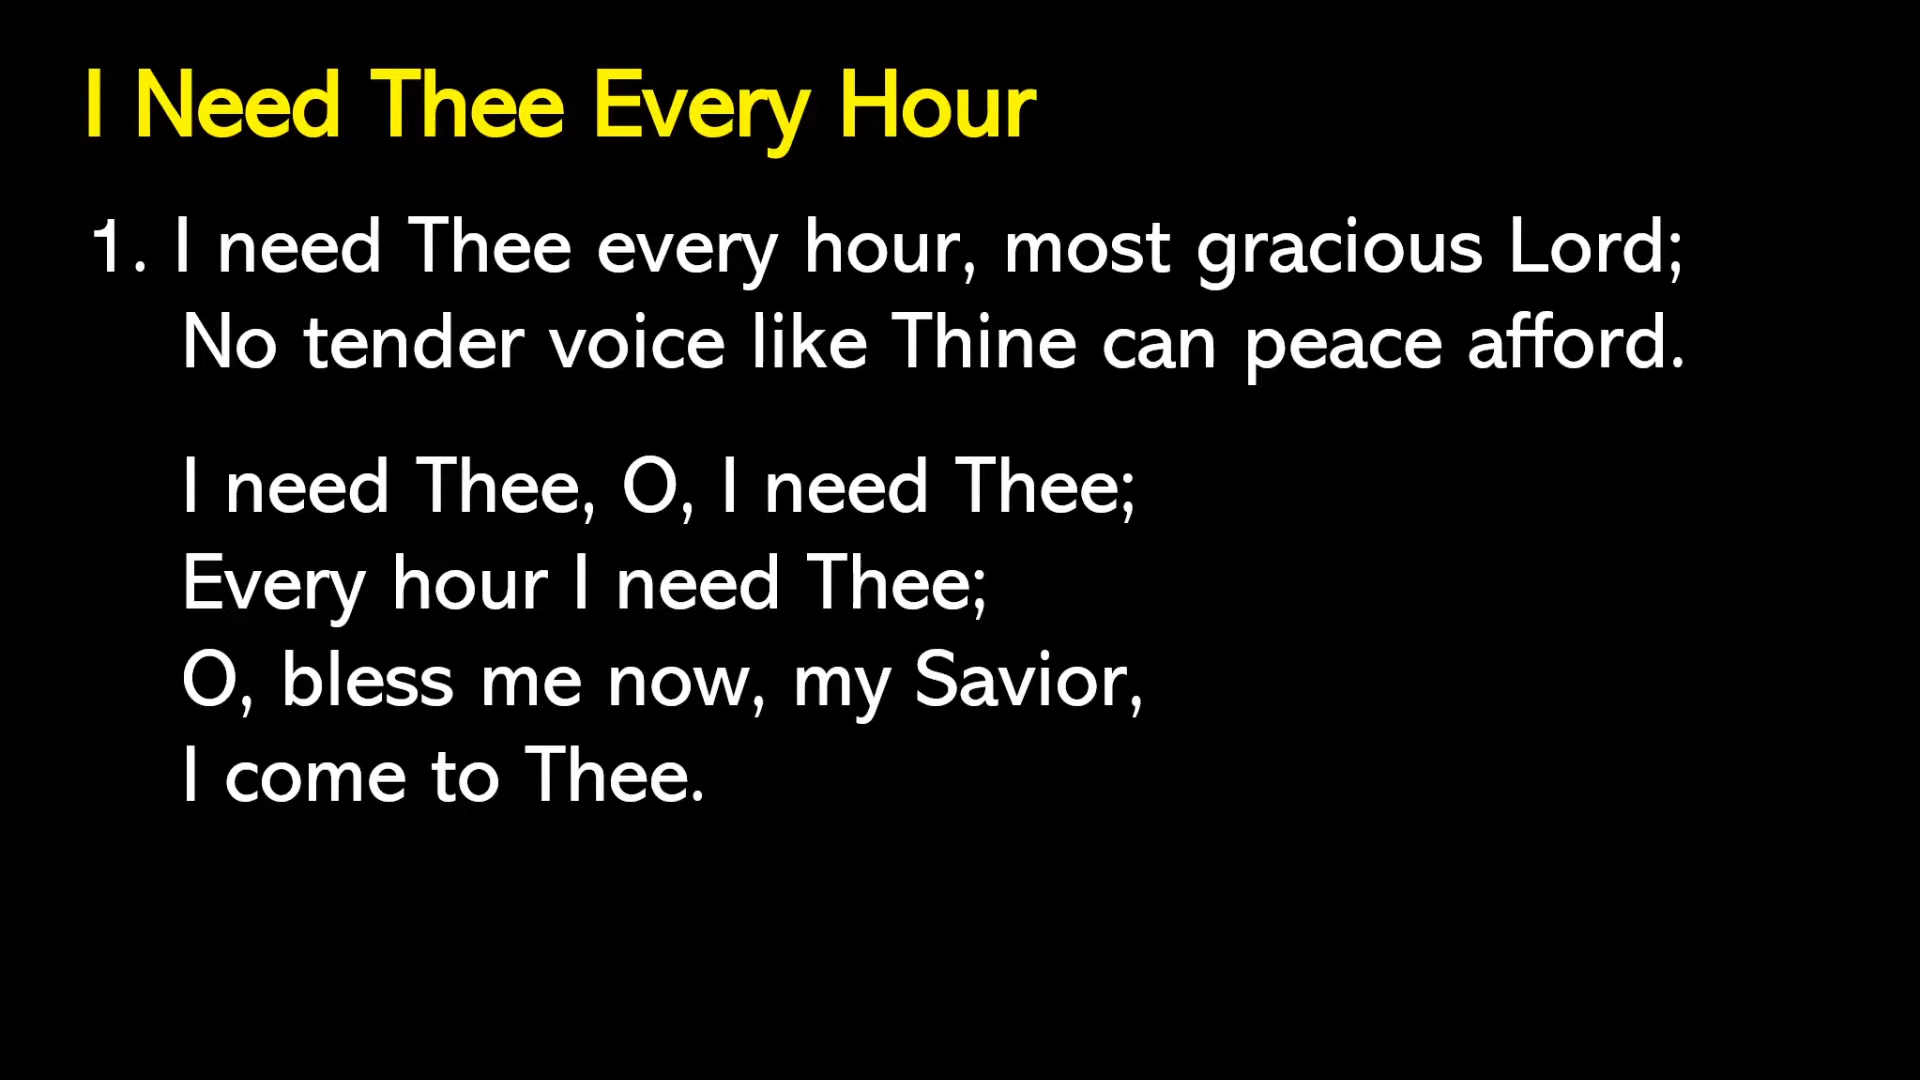 I Need Thee Every Hour
1. I need Thee every hour, most gracious Lord;
No tender voice like Thine can peace afford.
I need Thee, O, I need Thee;
Every hour I need Thee;
O, bless me now, my Savior,
I come to Thee.